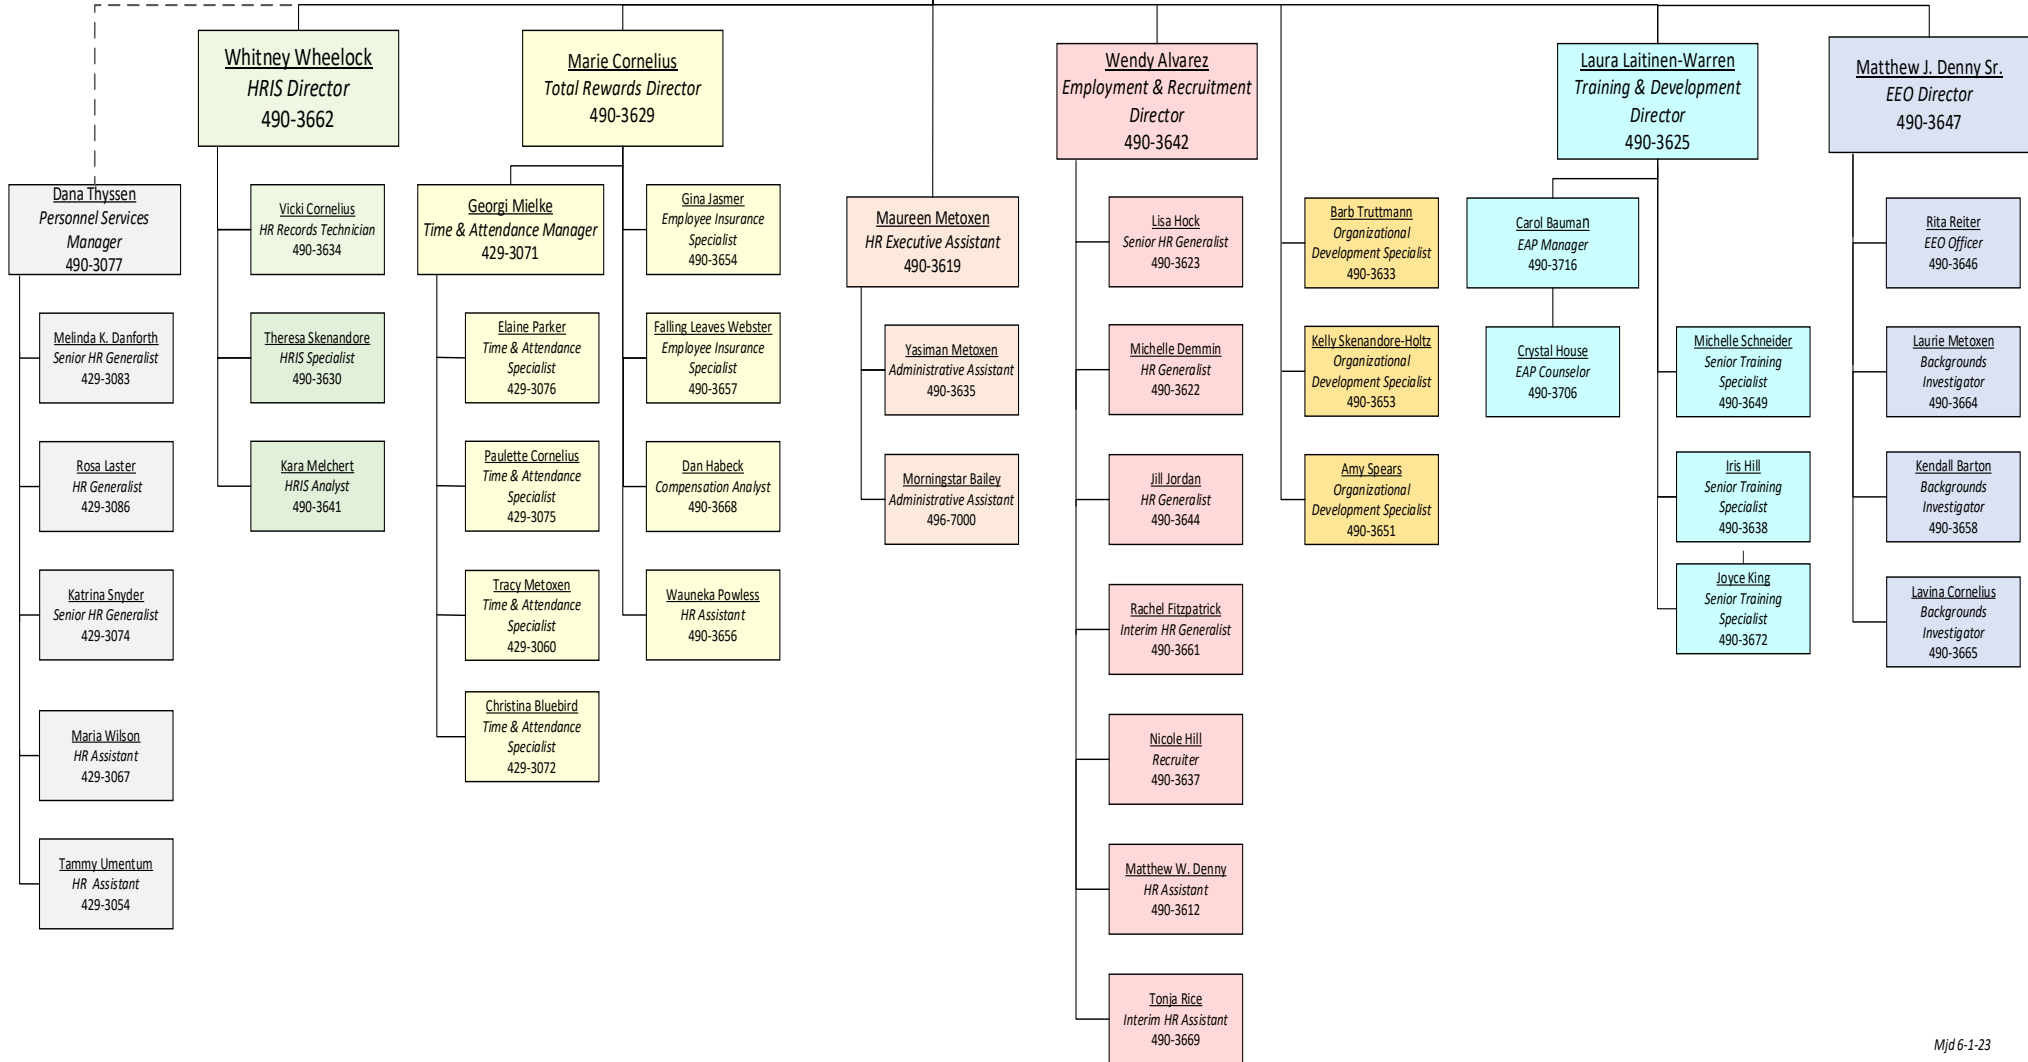 Whitney Wheelock
HRIS Director
490-3662
Marie Cornelius
Total Rewards Director
490-3629
Wendy Alvarez
Employment & Recruitment
Director
490-3642
Laura Laitinen-Warren
Training & Development
Director
490-3625
Matthew J. Denny Sr.
EEO Director
490-3647
Dana Thyssen
Personnel Services
Manager
490-3077
Melinda K. Danforth
Senior HR Generalist
429-3083
Rosa Laster
HR Generalist
429-3086
Katrina Snyder
Senior HR Generalist
429-3074
Maria Wilson
HR Assistant
429-3067
Tammy Umentum
HR Assistant
429-3054
Vicki Cornelius
HR Records Technician
490-3634
Theresa Skenandore
HRIS Specialist
490-3630
Kara Melchert
HRIS Analyst
490-3641
Georgi Mielke
Time & Attendance Manager
429-3071
Elaine Parker
Time & Attendance
Specialist
429-3076
Paulette Cornelius
Time & Attendance
Specialist
429-3075
Tracy Metoxen
Time & Attendance
Specialist
429-3060
Christina Bluebird
Time & Attendance
Specialist
429-3072
Gina Jasmer
Employee Insurance
Specialist
490-3654
Falling Leaves Webster
Employee Insurance
Specialist
490-3657
Dan Habeck
Compensation Analyst
490-3668
Wauneka Powless
HR Assistant
490-3656
Maureen Metoxen
HR Executive Assistant
490-3619
Yasiman Metoxen
Administrative Assistant
490-3635
Morningstar Bailey
Administrative Assistant
496-7000
Lisa Hock
Senior HR Generalist
490-3623
Michelle Demmin
HR Generalist
490-3622
Jill Jordan
HR Generalist
490-3644
Rachel Fitzpatrick
Interim HR Generalist
490-3661
Nicole Hill
Recruiter
490-3637
Matthew W. Denny
HR Assistant
490-3612
Tonja Rice
Interim HR Assistant
490-3669
Barb Truttmann
Organizational
Development Specialist
490-3633
Kelly Skenandore-Holtz
Organizational
Development Specialist
490-3653
Amy Spears
Organizational
Development Specialist
490-3651
Carol Bauman
EAP Manager
490-3716
Crystal House
EAP Counselor
490-3706
Michelle Schneider
Senior Training
Specialist
490-3649
Iris Hill
Senior Training
Specialist
490-3638
Joyce King
Senior Training
Specialist
490-3672
Rita Reiter
EEO Officer
490-3646
Laurie Metoxen
Backgrounds
Investigator
490-3664
Kendall Barton
Backgrounds
Investigator
490-3658
Lavina Cornelius
Backgrounds
Investigator
490-3665
Mjd 6-1-23